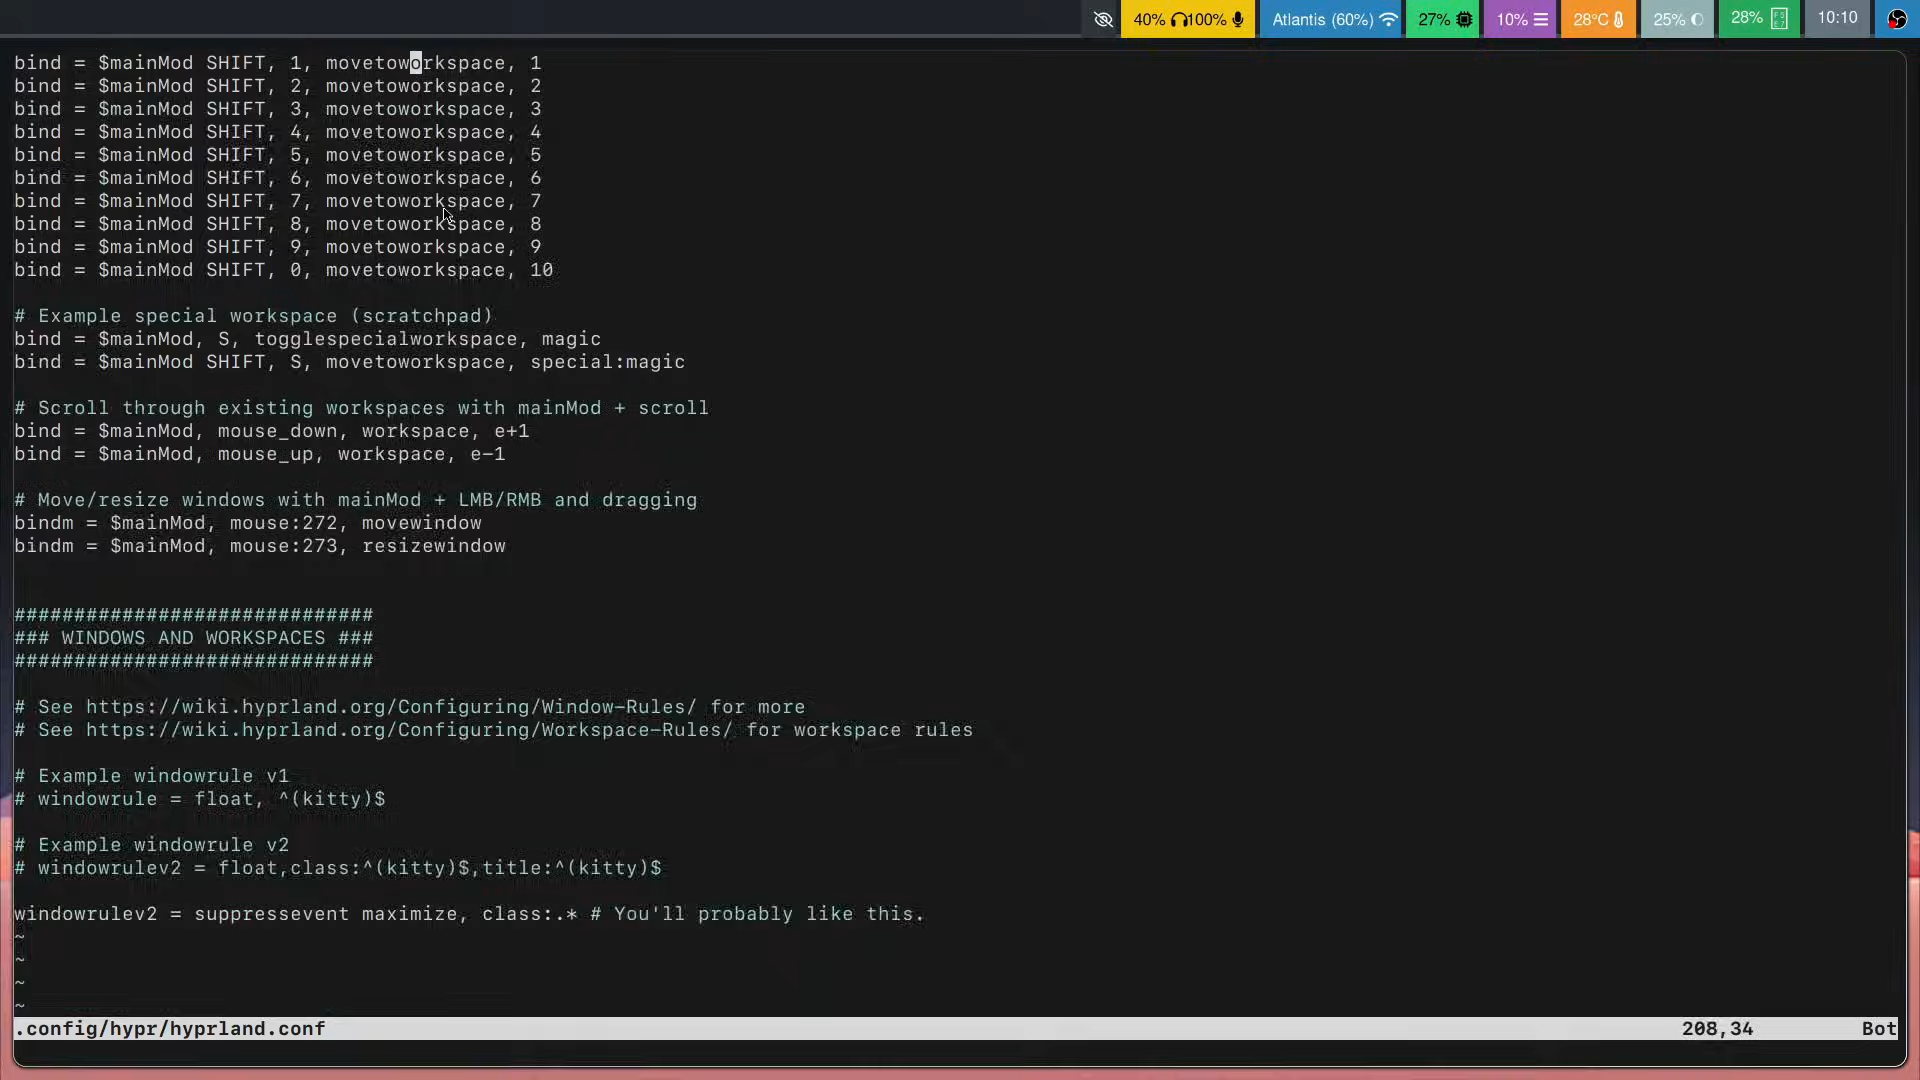 40% 100% Atlantis (60%) 27% 10% 28°C 25% 28% 10:10
bind = $mainMod SHIFT, 1, movetoworkspace, 1
bind = $mainMod SHIFT, 2, movetoworkspace, 2
bind = $mainMod SHIFT, 3, movetoworkspace, 3
bind = $mainMod SHIFT, 4, movetoworkspace, 4
bind = $mainMod SHIFT, 5, movetoworkspace, 5
bind = $mainMod SHIFT, 6, movetoworkspace, 6
bind = $mainMod SHIFT, 7, movetoworkspace, 7
bind = $mainMod SHIFT, 8, movetoworkspace, 8
bind = $mainMod SHIFT, 9, movetoworkspace, 9
bind = $mainMod SHIFT, 0, movetoworkspace, 10
# Example special workspace (scratchpad)
bind = $mainMod, S, togglespecialworkspace, magic
bind = $mainMod SHIFT, S, movetoworkspace, special:magic
# Scroll through existing workspaces with mainMod + scroll
bind = $mainMod, mouse_down, workspace, e+1
bind = $mainMod, mouse_up, workspace, e-1
# Move/resize windows with mainMod + LMB/RMB and dragging
bindm = $mainMod, mouse:272, movewindow
bindm = $mainMod, mouse:273, resizewindow
##############################
### WINDOWS AND WORKSPACES ###
##############################
# See https://wiki.hyprland.org/Configuring/Window-Rules/ for more
# See https://wiki.hyprland.org/Configuring/Workspace-Rules/ for workspace rules
# Example windowrule v1
# windowrule = float, ^(kitty)$
# Example windowrule v2
# windowrulev2 = float,class:^(kitty)$,title:^(kitty)$
windowrulev2 = suppressevent maximize, class:.* # You'll probably like this.
~
~
~
~
.config/hypr/hyprland.conf 208,34 Bot